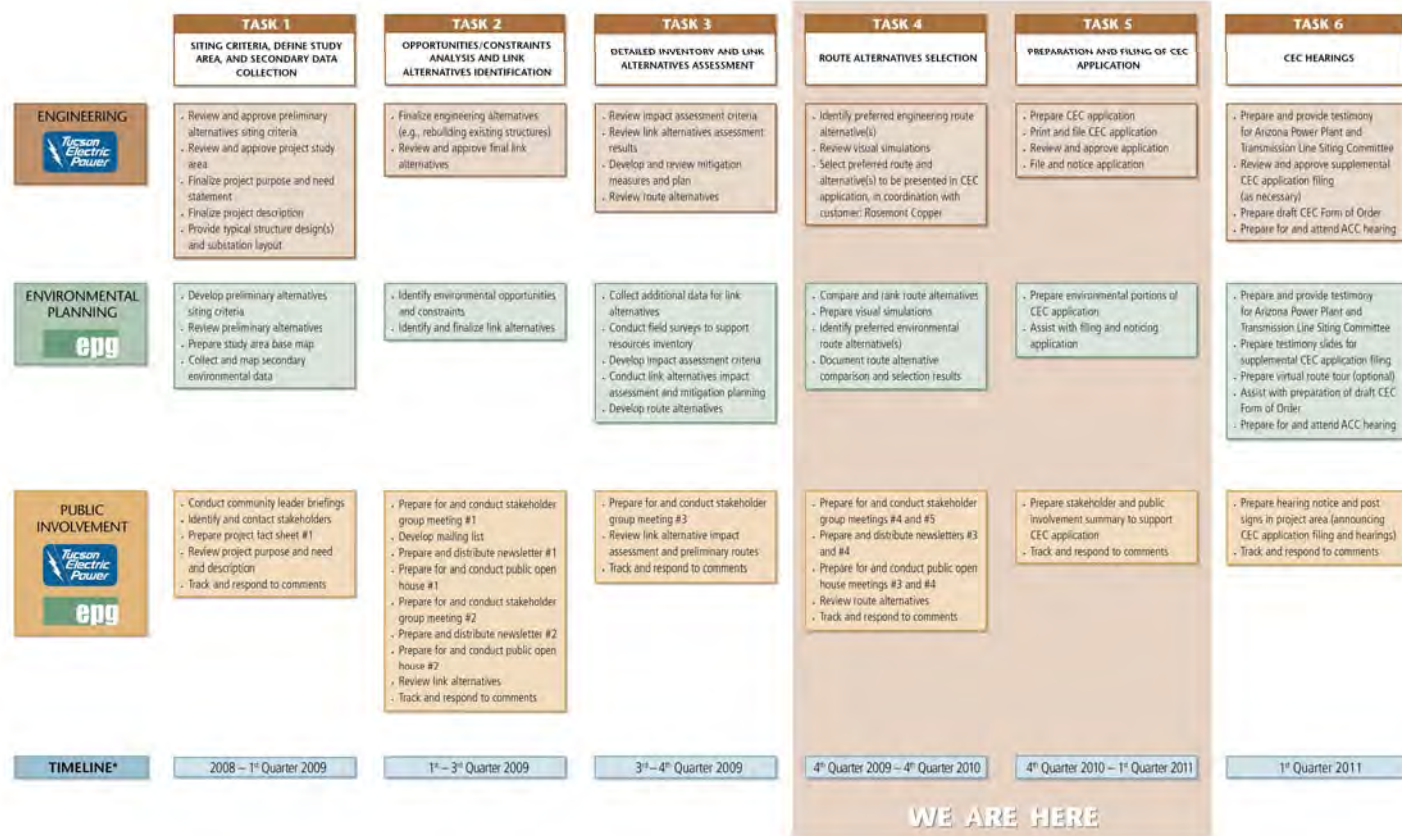 TASK 1
SITING CRITERIA, DEFINE STUDY
AREA, AND SECONDARY DATA
COLLECTION
TASK 2
OPPORTUNITIES/CONSTRAINTS
ANALYSIS AND LINK
ALTERNATIVES IDENTIFICATION
TASK 3
DETAILED INVENTORY AND LINK
ALTERNATIVES ASSESSMENT
TASK 4
ROUTE ALTERNATIVES SELECTION
TASK 5
PREPARATION AND FILING OF CEC
APPLICATION
TASK 6
CEC HEARINGS
ENGINEERING
Tucson
Electric
Power
- Review and approve preliminary
alternatives siting criteria
- Review and approve project study
area
- Finalize project purpose and need
statement
- Finalize project description
- Provide typical structure design(s)
and substation layout
- Finalize engineering alternatives
(e.g., rebuilding existing structures)
- Review and approve final link
alternatives
- Review impact assessment criteria
- Review link alternatives assessment
results
- Develop and review mitigation
measures and plan
- Review route alternatives
- Identify preferred engineering route
alternative(s)
- Review visual simulations
- Select preferred route and
alternative(s) to be presented in CEC
application, in coordination with
customer: Rosemont Copper
- Prepare CEC application
- Print and file CEC application
- Review and approve application
- File and notice application
- Prepare and provide testimony
for Arizona Power Plant and
Transmission Line Siting Committee
- Review and approve supplemental
CEC application filing
(as necessary)
- Prepare draft CEC Form of Order
- Prepare for and attend ACC hearing
ENVIRONMENTAL
PLANNING
epg
- Develop preliminary alternatives
siting criteria
- Review preliminary alternatives
- Prepare study area base map
- Collect and map secondary
environmental data
- Identify environmental opportunities
and constraints
- Identify and finalize link alternatives
- Collect additional data for link
alternatives
- Conduct field surveys to support
resources inventory
- Develop impact assessment criteria
- Conduct link alternatives impact
assessment and mitigation planning
- Develop route alternatives
- Compare and rank route alternatives
- Prepare visual simulations
- Identify preferred environmental
route alternative(s)
- Document route alternative
comparison and selection results
- Prepare environmental portions of
CEC application
- Assist with filing and noticing
application
- Prepare and provide testimony
for Arizona Power Plant and
Transmission Line Siting Committee
- Prepare testimony slides for
supplemental CEC application filing
- Prepare virtual route tour (optional)
- Assist with preparation of draft CEC
Form of Order
- Prepare for and attend ACC hearing
PUBLIC
INVOLVEMENT
Tucson
Electric
Power
epg
- Conduct community leader briefings
- Identify and contact stakeholders
- Prepare project fact sheet #1
- Review project purpose and need
and description
- Track and respond to comments
- Prepare for and conduct stakeholder
group meeting #1
- Develop mailing list
- Prepare and distribute newsletter #1
- Prepare for and conduct public open
house #1
- Prepare for and conduct stakeholder
group meeting #2
- Prepare and distribute newsletter #2
- Prepare for and conduct public open
house #2
- Review link alternatives
- Track and respond to comments
- Prepare for and conduct stakeholder
group meeting #3
- Review link alternative impact
assessment and preliminary routes
- Track and respond to comments
- Prepare for and conduct stakeholder
group meetings #4 and #5
- Prepare and distribute newsletters #3
and #4
- Prepare for and conduct public open
house meetings #3 and #4
- Review route alternatives
- Track and respond to comments
- Prepare stakeholder and public
involvement summary to support
CEC application
- Track and respond to comments
- Prepare hearing notice and post
signs in project area (announcing
CEC application filing and hearings)
- Track and respond to comments
TIMELINE*
2008 – 1st Quarter 2009
1st – 3rd Quarter 2009
3rd – 4th Quarter 2009
4th Quarter 2009 – 4th Quarter 2010
4th Quarter 2010 – 1st Quarter 2011
1st Quarter 2011
WE ARE HERE